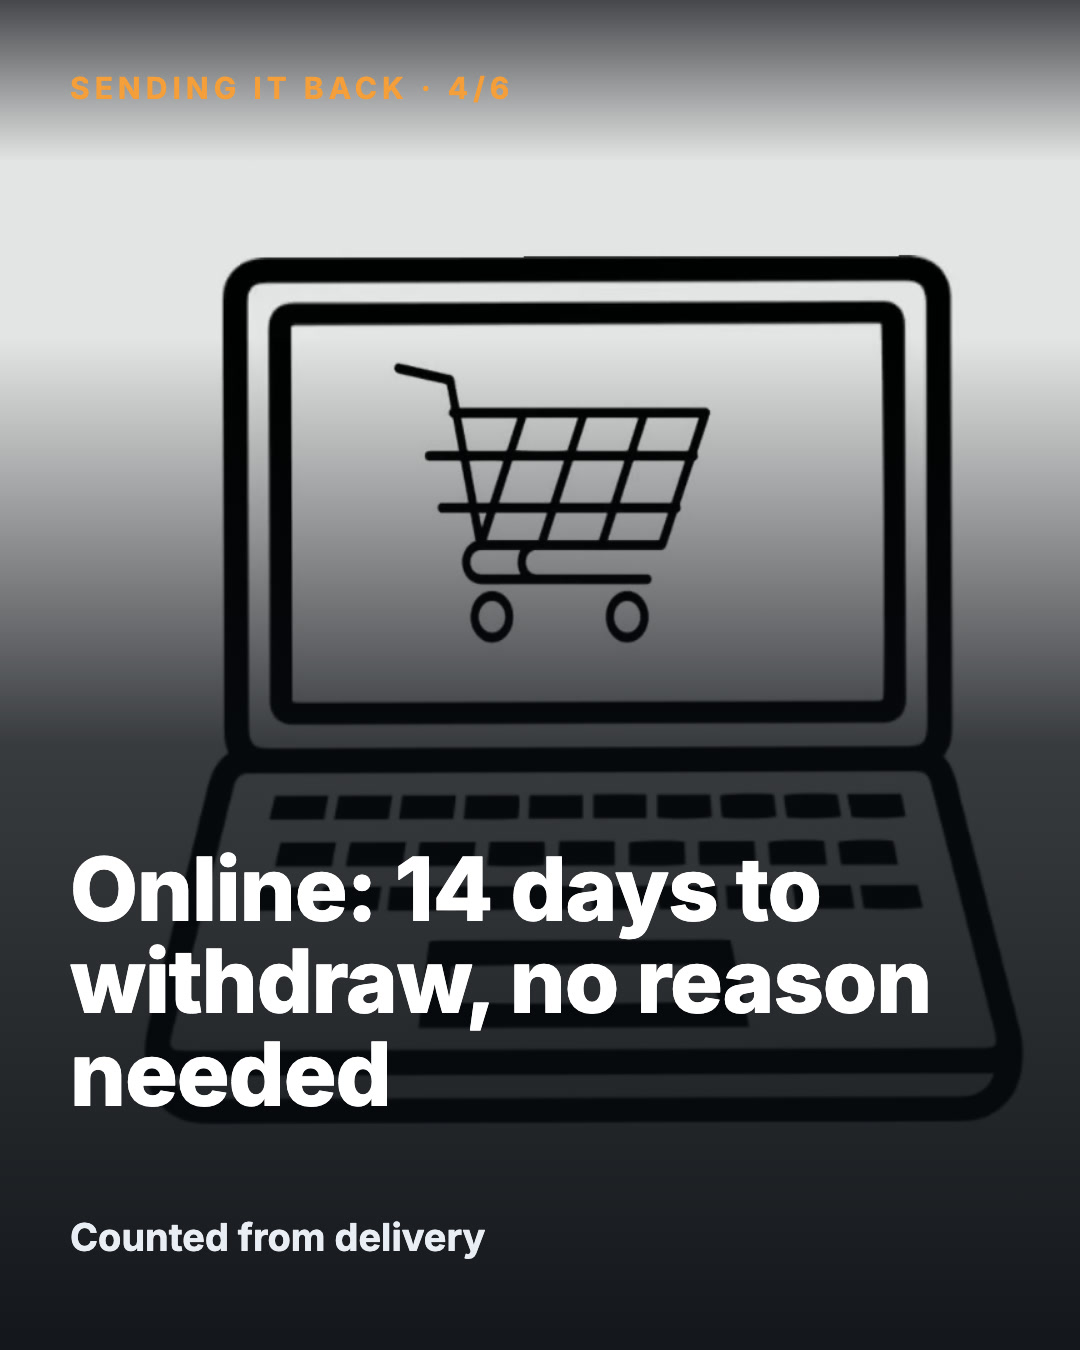 SENDING IT BACK · 4/6
Online: 14 days to
withdraw, no reason
needed
Counted from delivery